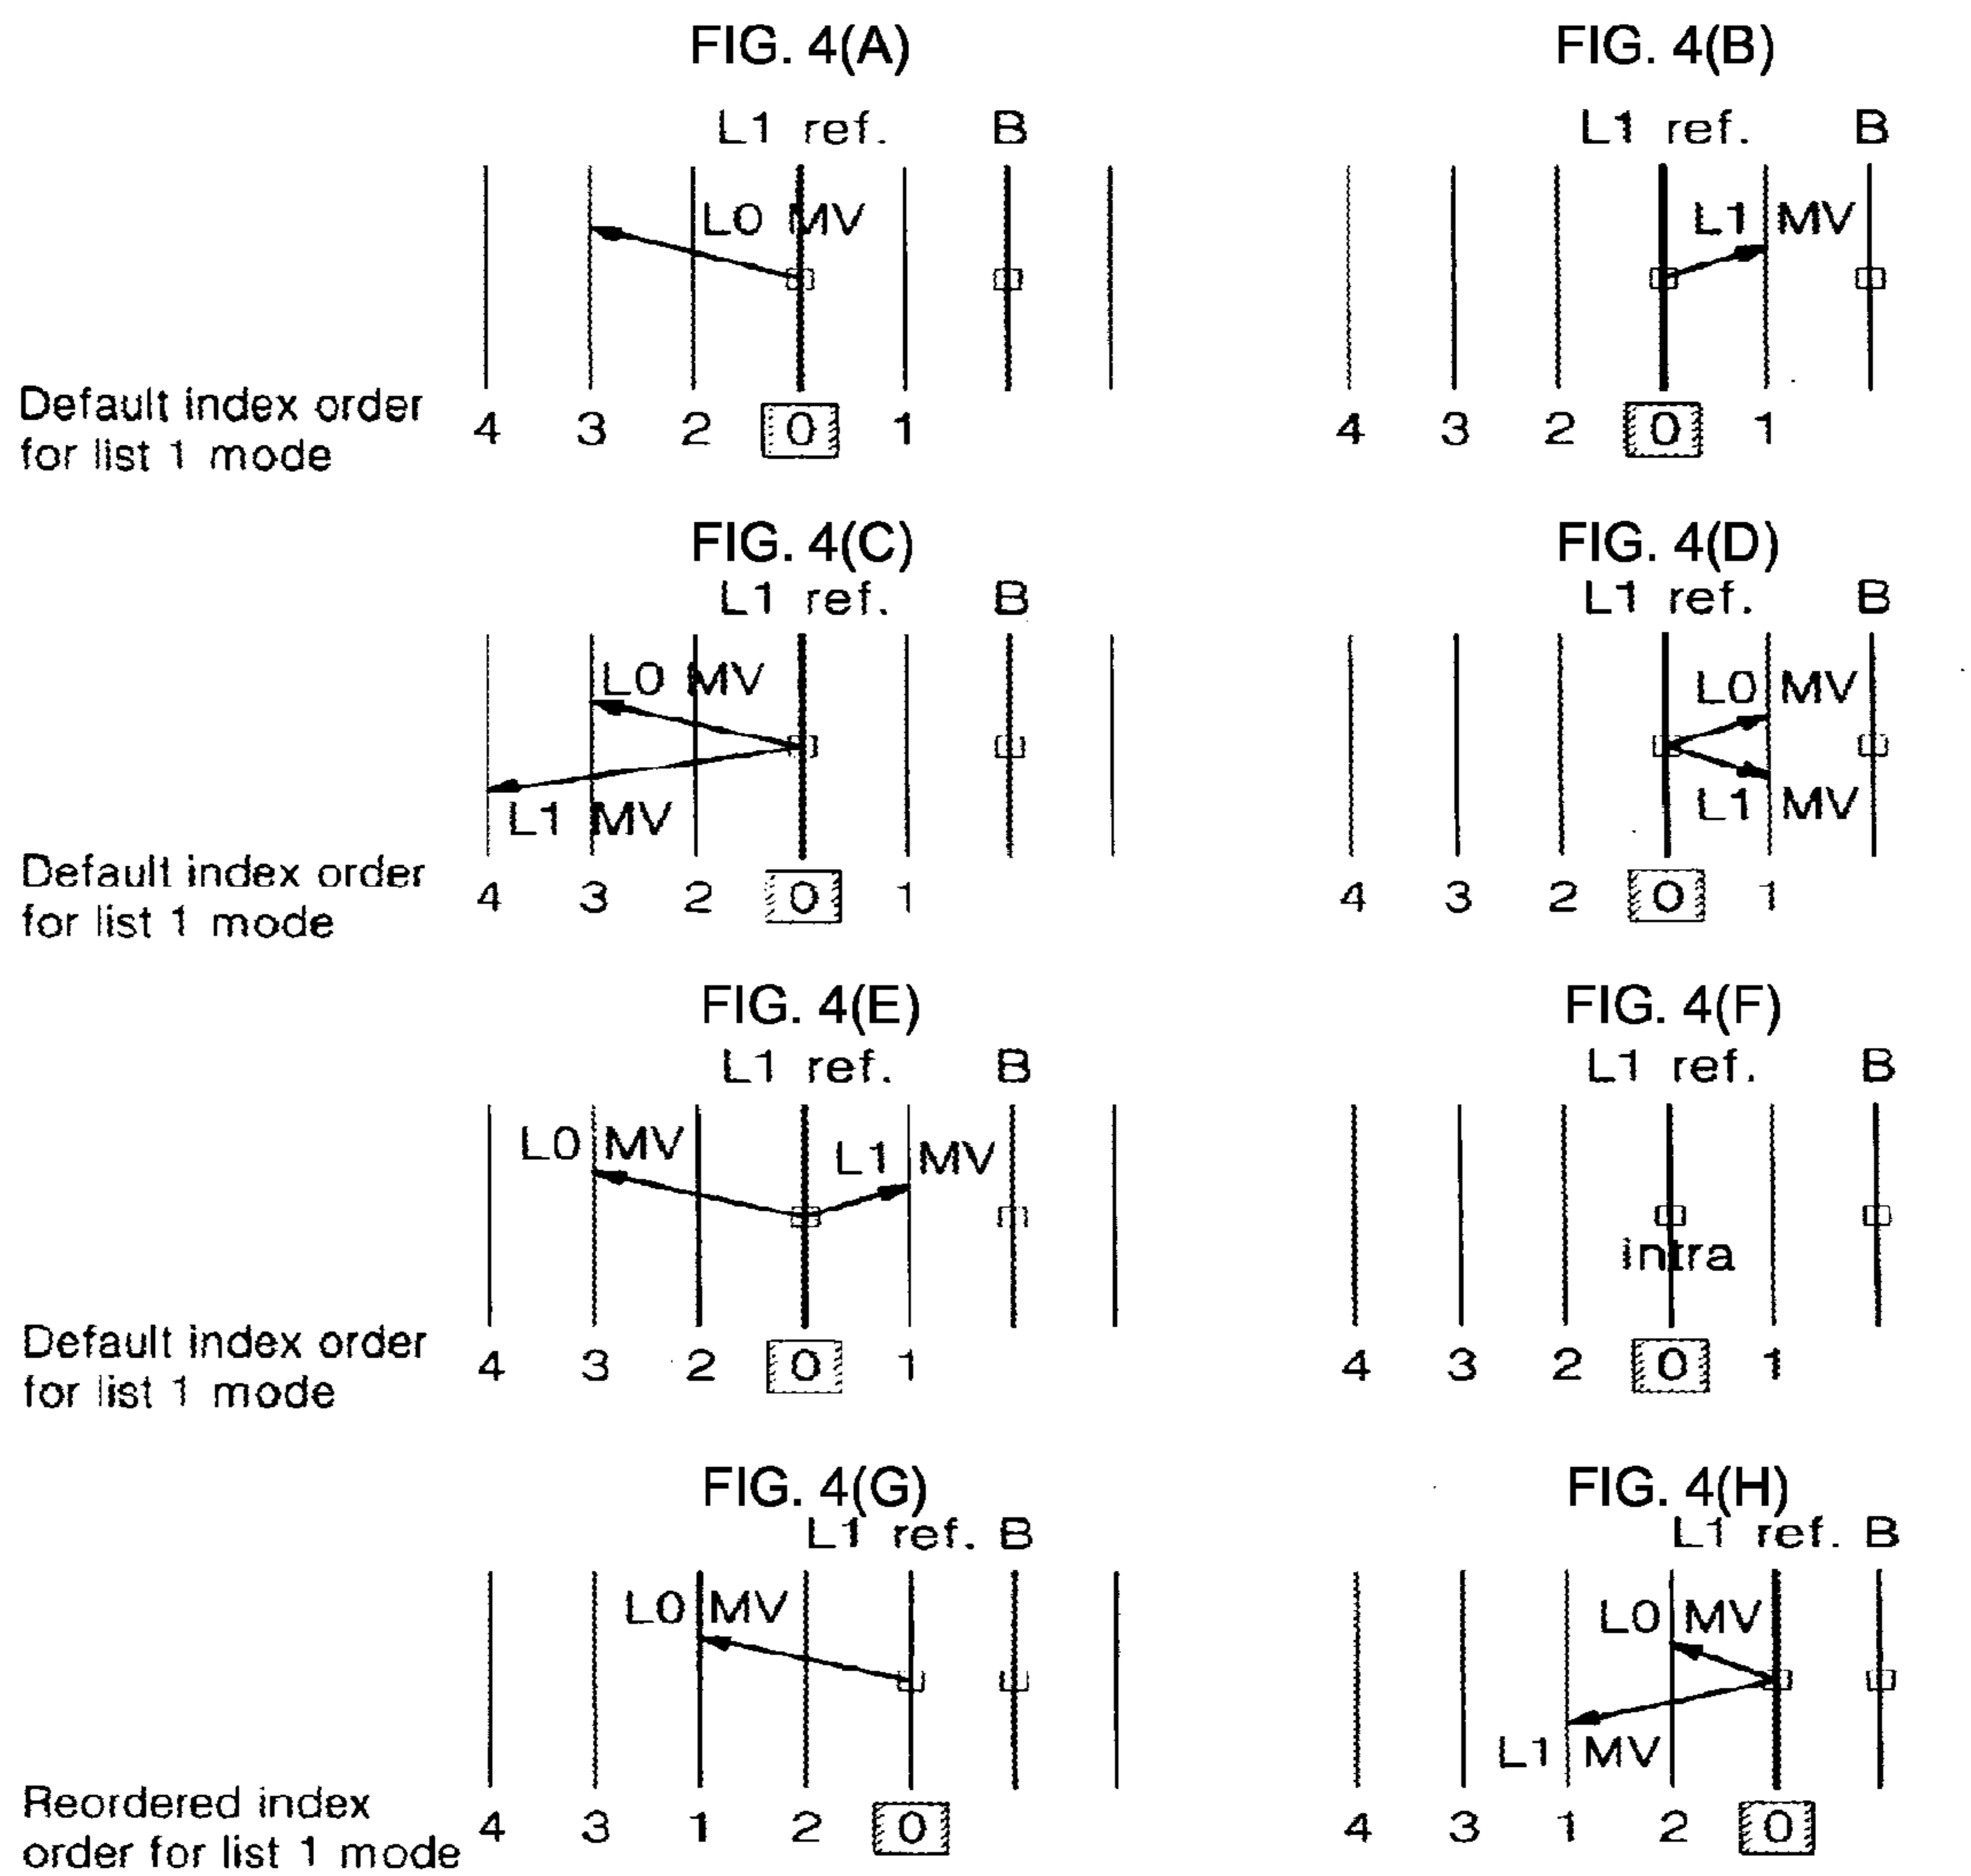 FIG. 4(A) FIG. 4(B)
L1 ref. B L1 ref. B
L0 MV L1 MV
Default index order
for list 1 mode
4 3 2 0 1 4 3 2 0 1
FIG. 4(C) FIG. 4(D)
L1 ref. B L1 ref. B
L0 MV L0 MV
L1 MV L1 MV
Default index order
for list 1 mode
4 3 2 0 1 4 3 2 0 1
FIG. 4(E) FIG. 4(F)
L1 ref. B L1 ref. B
L0 MV L1 MV
intra
Default index order
for list 1 mode
4 3 2 0 1 4 3 2 0 1
FIG. 4(G) FIG. 4(H)
L1 ref. B L1 ref. B
L0 MV L0 MV
L1 MV
Reordered index
order for list 1 mode
4 3 1 2 0 4 3 1 2 0